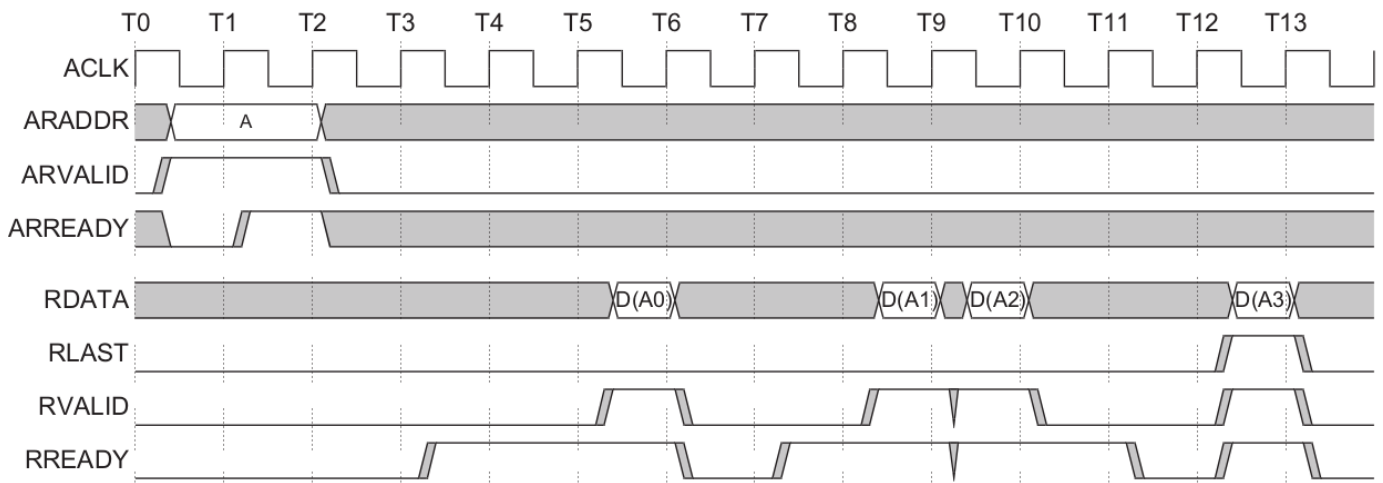 T0 T1 T2 T3 T4 T5 T6 T7 T8 T9 T10 T11 T12 T13
ACLK
ARADDR A
ARVALID
ARREADY
RDATA D(A0) D(A1) D(A2) D(A3)
RLAST
RVALID
RREADY